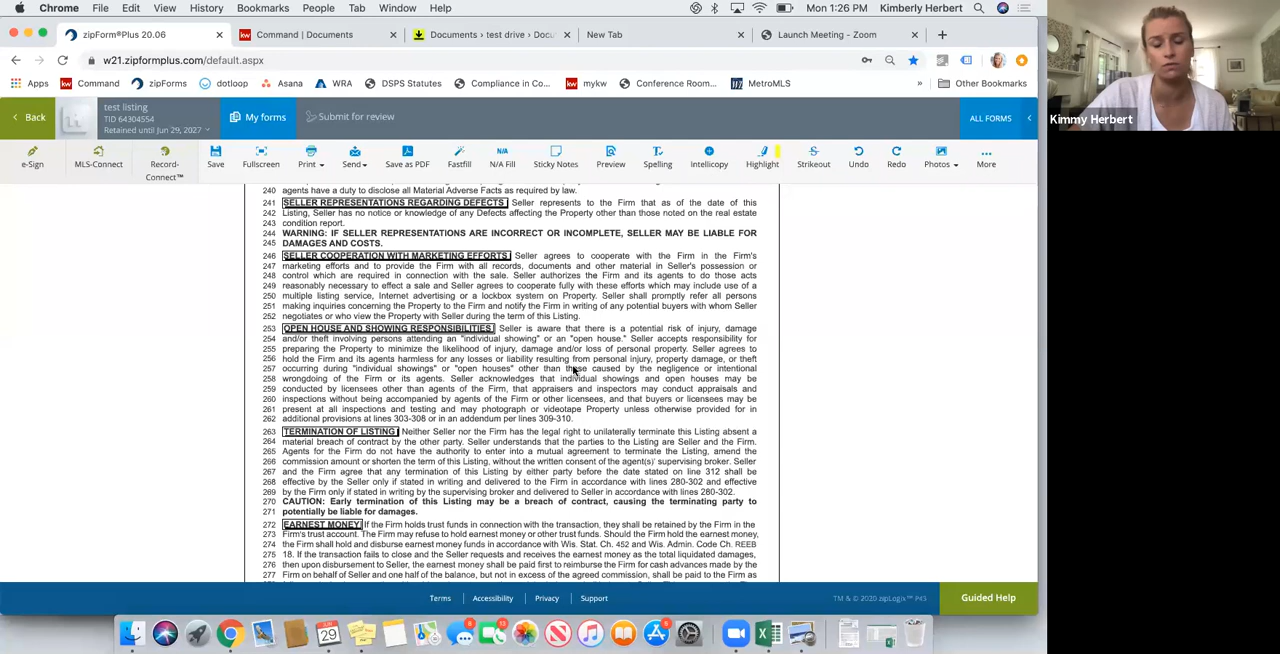 Chrome File Edit View History Bookmarks People Tab Window Help Mon 1:26 PM Kimberly Herbert
zipForm®Plus 20.06 Command | Documents Documents › test drive › Docu New Tab Launch Meeting - Zoom
w21.zipformplus.com/default.aspx
Apps Command zipForms dotloop Asana WRA DSPS Statutes Compliance in Co... mykw Conference Room... MetroMLS » Other Bookmarks
Kimmy Herbert
Back
test listing
TID 64304554
Retained until Jun 29, 2027
My forms
Submit for review
ALL FORMS
e-Sign MLS-Connect Record-Connect™ Save Fullscreen Print Send Save as PDF Fastfill N/A Fill Sticky Notes Preview Spelling Intellicopy Highlight Strikeout Undo Redo Photos More
240 agents have a duty to disclose all Material Adverse Facts as required by law.
241 SELLER REPRESENTATIONS REGARDING DEFECTS Seller represents to the Firm that as of the date of this
242 Listing, Seller has no notice or knowledge of any Defects affecting the Property other than those noted on the real estate
243 condition report.
244 WARNING: IF SELLER REPRESENTATIONS ARE INCORRECT OR INCOMPLETE, SELLER MAY BE LIABLE FOR
245 DAMAGES AND COSTS.
246 SELLER COOPERATION WITH MARKETING EFFORTS Seller agrees to cooperate with the Firm in the Firm's
247 marketing efforts and to provide the Firm with all records, documents and other material in Seller's possession or
248 control which are required in connection with the sale. Seller authorizes the Firm and its agents to do those acts
249 reasonably necessary to effect a sale and Seller agrees to cooperate fully with these efforts which may include use of a
250 multiple listing service, Internet advertising or a lockbox system on Property. Seller shall promptly refer all persons
251 making inquiries concerning the Property to the Firm and notify the Firm in writing of any potential buyers with whom Seller
252 negotiates or who view the Property with Seller during the term of this Listing.
253 OPEN HOUSE AND SHOWING RESPONSIBILITIES Seller is aware that there is a potential risk of injury, damage
254 and/or theft involving persons attending an "individual showing" or an "open house." Seller accepts responsibility for
255 preparing the Property to minimize the likelihood of injury, damage and/or loss of personal property. Seller agrees to
256 hold the Firm and its agents harmless for any losses or liability resulting from personal injury, property damage, or theft
257 occurring during "individual showings" or "open houses" other than those caused by the negligence or intentional
258 wrongdoing of the Firm or its agents. Seller acknowledges that individual showings and open houses may be
259 conducted by licensees other than agents of the Firm, that appraisers and inspectors may conduct appraisals and
260 inspections without being accompanied by agents of the Firm or other licensees, and that buyers or licensees may be
261 present at all inspections and testing and may photograph or videotape Property unless otherwise provided for in
262 additional provisions at lines 303-308 or in an addendum per lines 309-310.
263 TERMINATION OF LISTING Neither Seller nor the Firm has the legal right to unilaterally terminate this Listing absent a
264 material breach of contract by the other party. Seller understands that the parties to the Listing are Seller and the Firm.
265 Agents for the Firm do not have the authority to enter into a mutual agreement to terminate the Listing, amend the
266 commission amount or shorten the term of this Listing, without the written consent of the agent(s)' supervising broker. Seller
267 and the Firm agree that any termination of this Listing by either party before the date stated on line 312 shall be
268 effective by the Seller only if stated in writing and delivered to the Firm in accordance with lines 280-302 and effective
269 by the Firm only if stated in writing by the supervising broker and delivered to Seller in accordance with lines 280-302.
270 CAUTION: Early termination of this Listing may be a breach of contract, causing the terminating party to
271 potentially be liable for damages.
272 EARNEST MONEY If the Firm holds trust funds in connection with the transaction, they shall be retained by the Firm in the
273 Firm's trust account. The Firm may refuse to hold earnest money or other trust funds. Should the Firm hold the earnest money,
274 the Firm shall hold and disburse earnest money funds in accordance with Wis. Stat. Ch. 452 and Wis. Admin. Code Ch. REEB
275 18. If the transaction fails to close and the Seller requests and receives the earnest money as the total liquidated damages,
276 then upon disbursement to Seller, the earnest money shall be paid first to reimburse the Firm for cash advances made by the
277 Firm on behalf of Seller and one half of the balance, but not in excess of the agreed commission, shall be paid to the Firm as
Terms Accessibility Privacy Support TM & © 2020 zipLogix™ P43 Guided Help